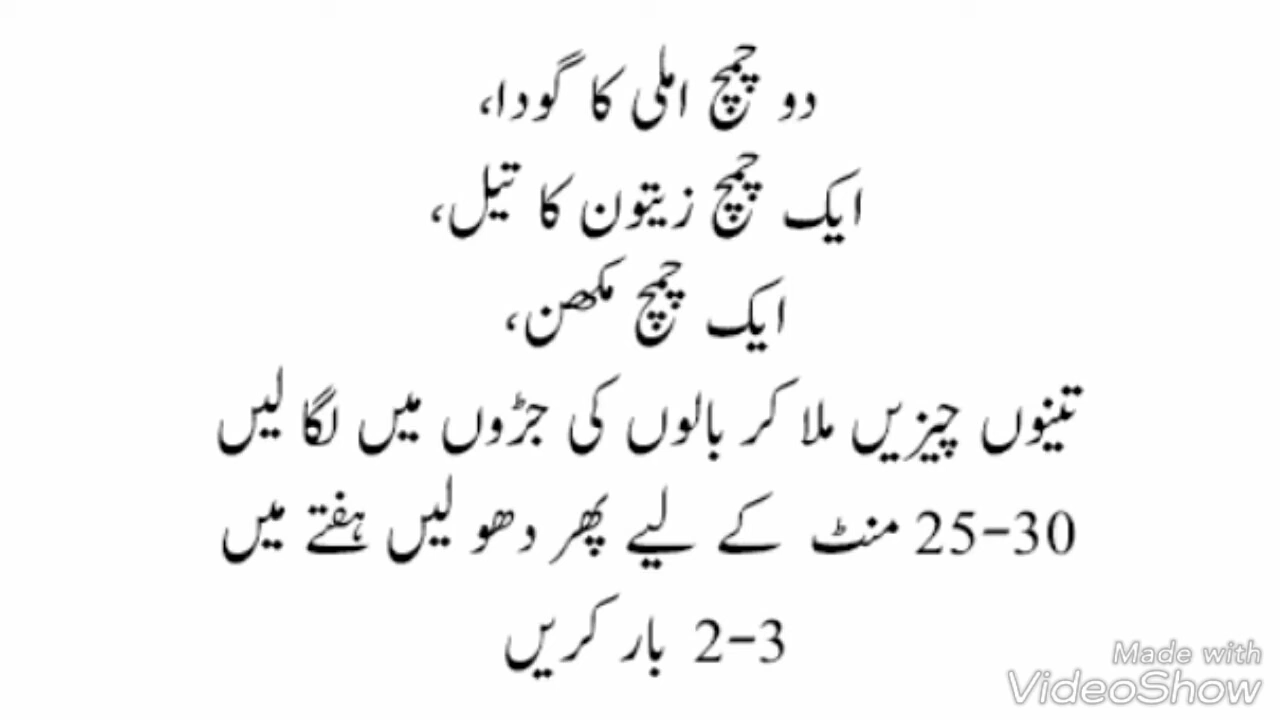 دو چمچ املی کا گودا،
ایک چمچ زیتون کا تیل،
ایک چمچ مکھن،
تینوں چیزیں ملا کر بالوں کی جڑوں میں لگا لیں
25-30 منٹ کے لیے پھر دھو لیں ہفتے میں
2-3 بار کریں
Made with
VideoShow